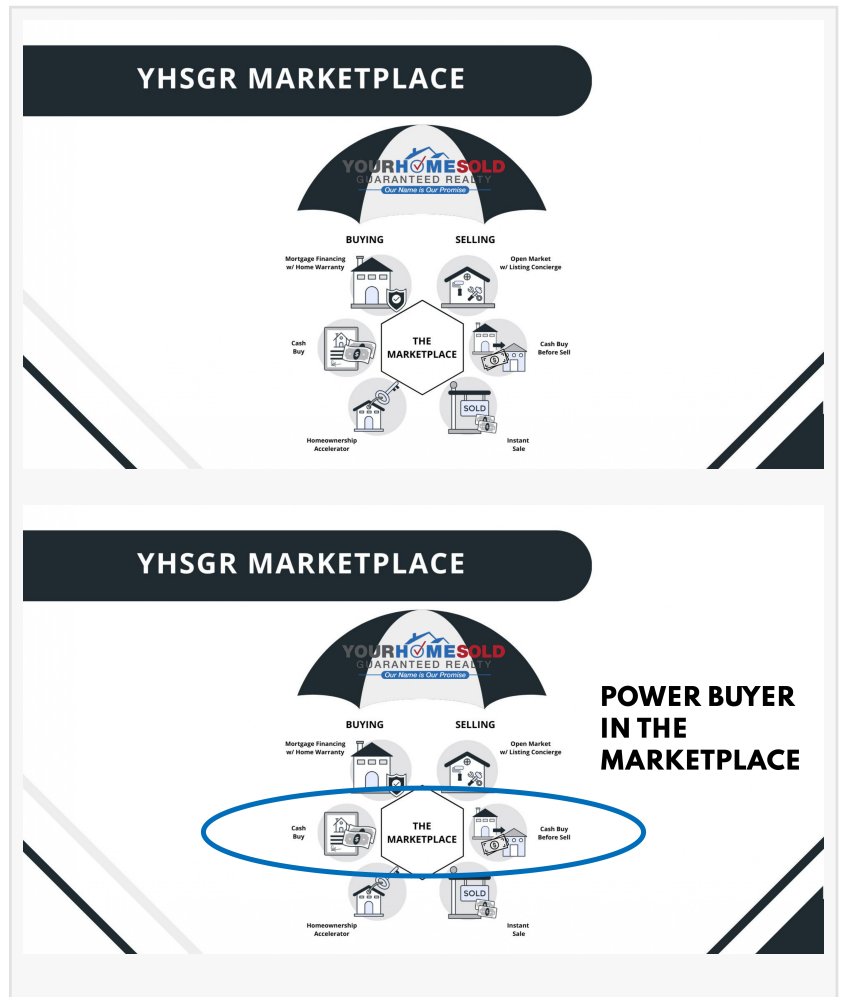 YHSGR MARKETPLACE
YOURHOMESOLD
GUARANTEED REALTY
Our Name is Our Promise
BUYING
SELLING
Mortgage Financing
w/ Home Warranty
Open Market
w/ Listing Concierge
Cash
Buy
THE
MARKETPLACE
Cash Buy
Before Sell
SOLD
Homeownership
Accelerator
Instant
Sale
YHSGR MARKETPLACE
YOURHOMESOLD
GUARANTEED REALTY
Our Name is Our Promise
POWER BUYER
IN THE
MARKETPLACE
BUYING
SELLING
Mortgage Financing
w/ Home Warranty
Open Market
w/ Listing Concierge
Cash
Buy
THE
MARKETPLACE
Cash Buy
Before Sell
SOLD
Homeownership
Accelerator
Instant
Sale